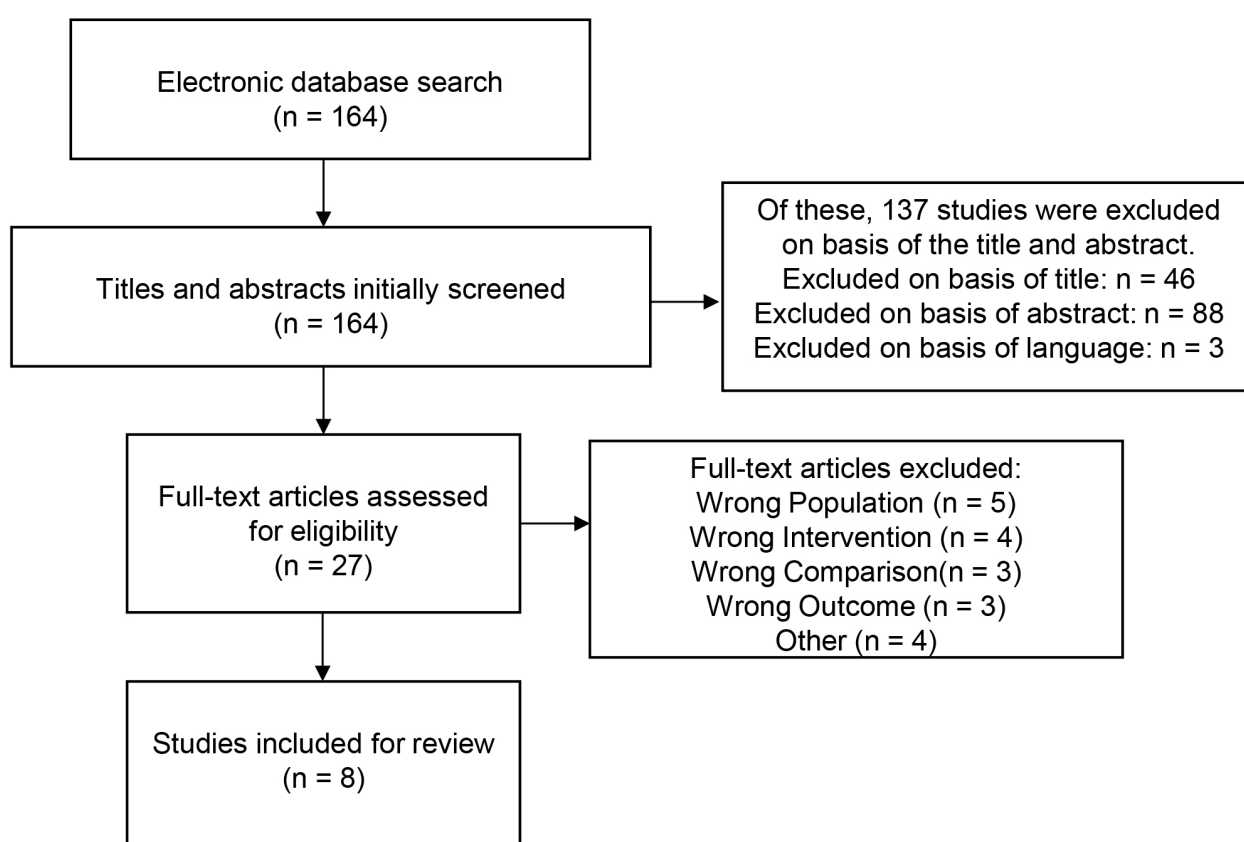 Electronic database search
(n = 164)
Titles and abstracts initially screened
(n = 164)
Of these, 137 studies were excluded
on basis of the title and abstract.
Excluded on basis of title: n = 46
Excluded on basis of abstract: n = 88
Excluded on basis of language: n = 3
Full-text articles assessed
for eligibility
(n = 27)
Full-text articles excluded:
Wrong Population (n = 5)
Wrong Intervention (n = 4)
Wrong Comparison(n = 3)
Wrong Outcome (n = 3)
Other (n = 4)
Studies included for review
(n = 8)